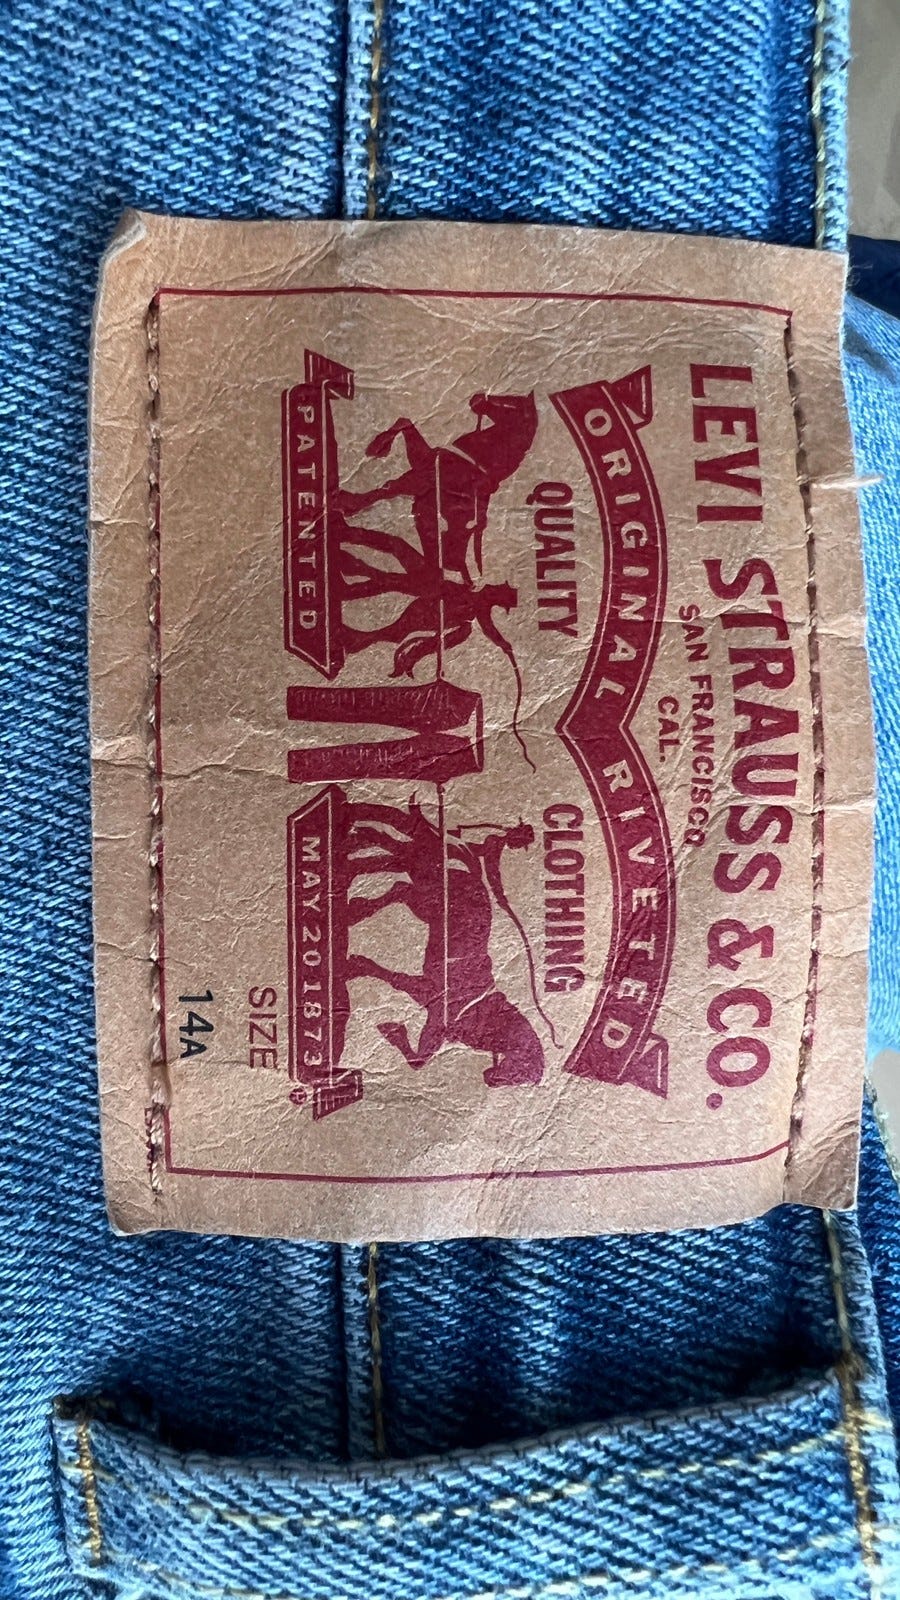 LEVI STRAUSS & CO.
SAN FRANCISCO
CAL.
ORIGINAL RIVETED
QUALITY CLOTHING
PATENTED MAY 20 1873 ®
SIZE
14A